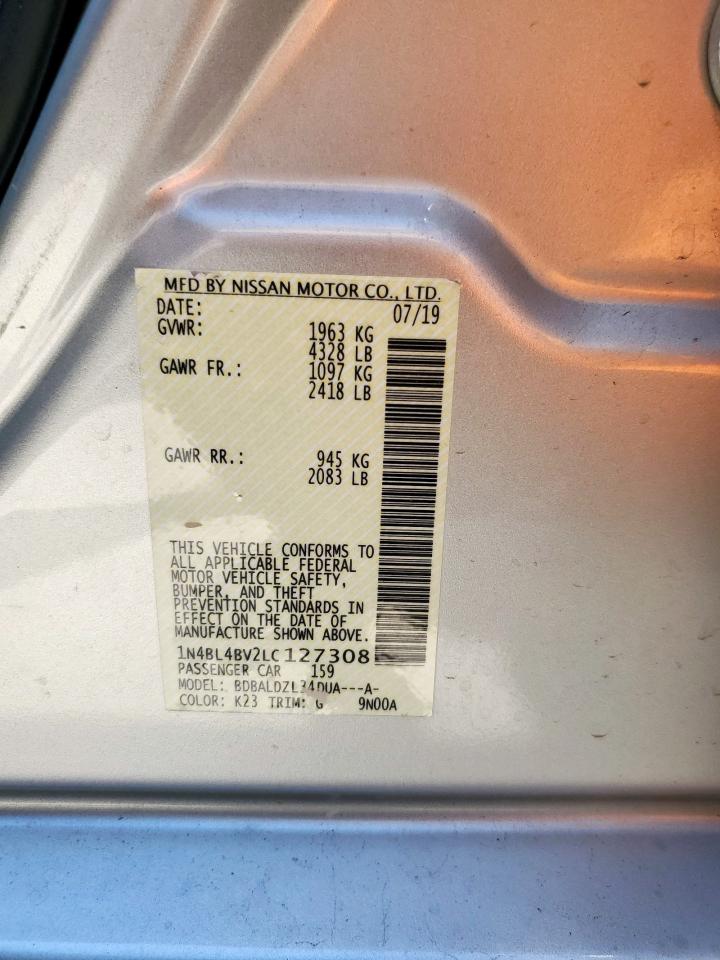 MFD BY NISSAN MOTOR CO., LTD.
DATE: 07/19
GVWR: 1963 KG
4328 LB
GAWR FR.: 1097 KG
2418 LB
GAWR RR.: 945 KG
2083 LB
THIS VEHICLE CONFORMS TO
ALL APPLICABLE FEDERAL
MOTOR VEHICLE SAFETY,
BUMPER, AND THEFT
PREVENTION STANDARDS IN
EFFECT ON THE DATE OF
MANUFACTURE SHOWN ABOVE.
1N4BL4BV2LC127308
PASSENGER CAR 159
MODEL: BDBALDZL34DUA---A-
COLOR: K23 TRIM: G 9N00A